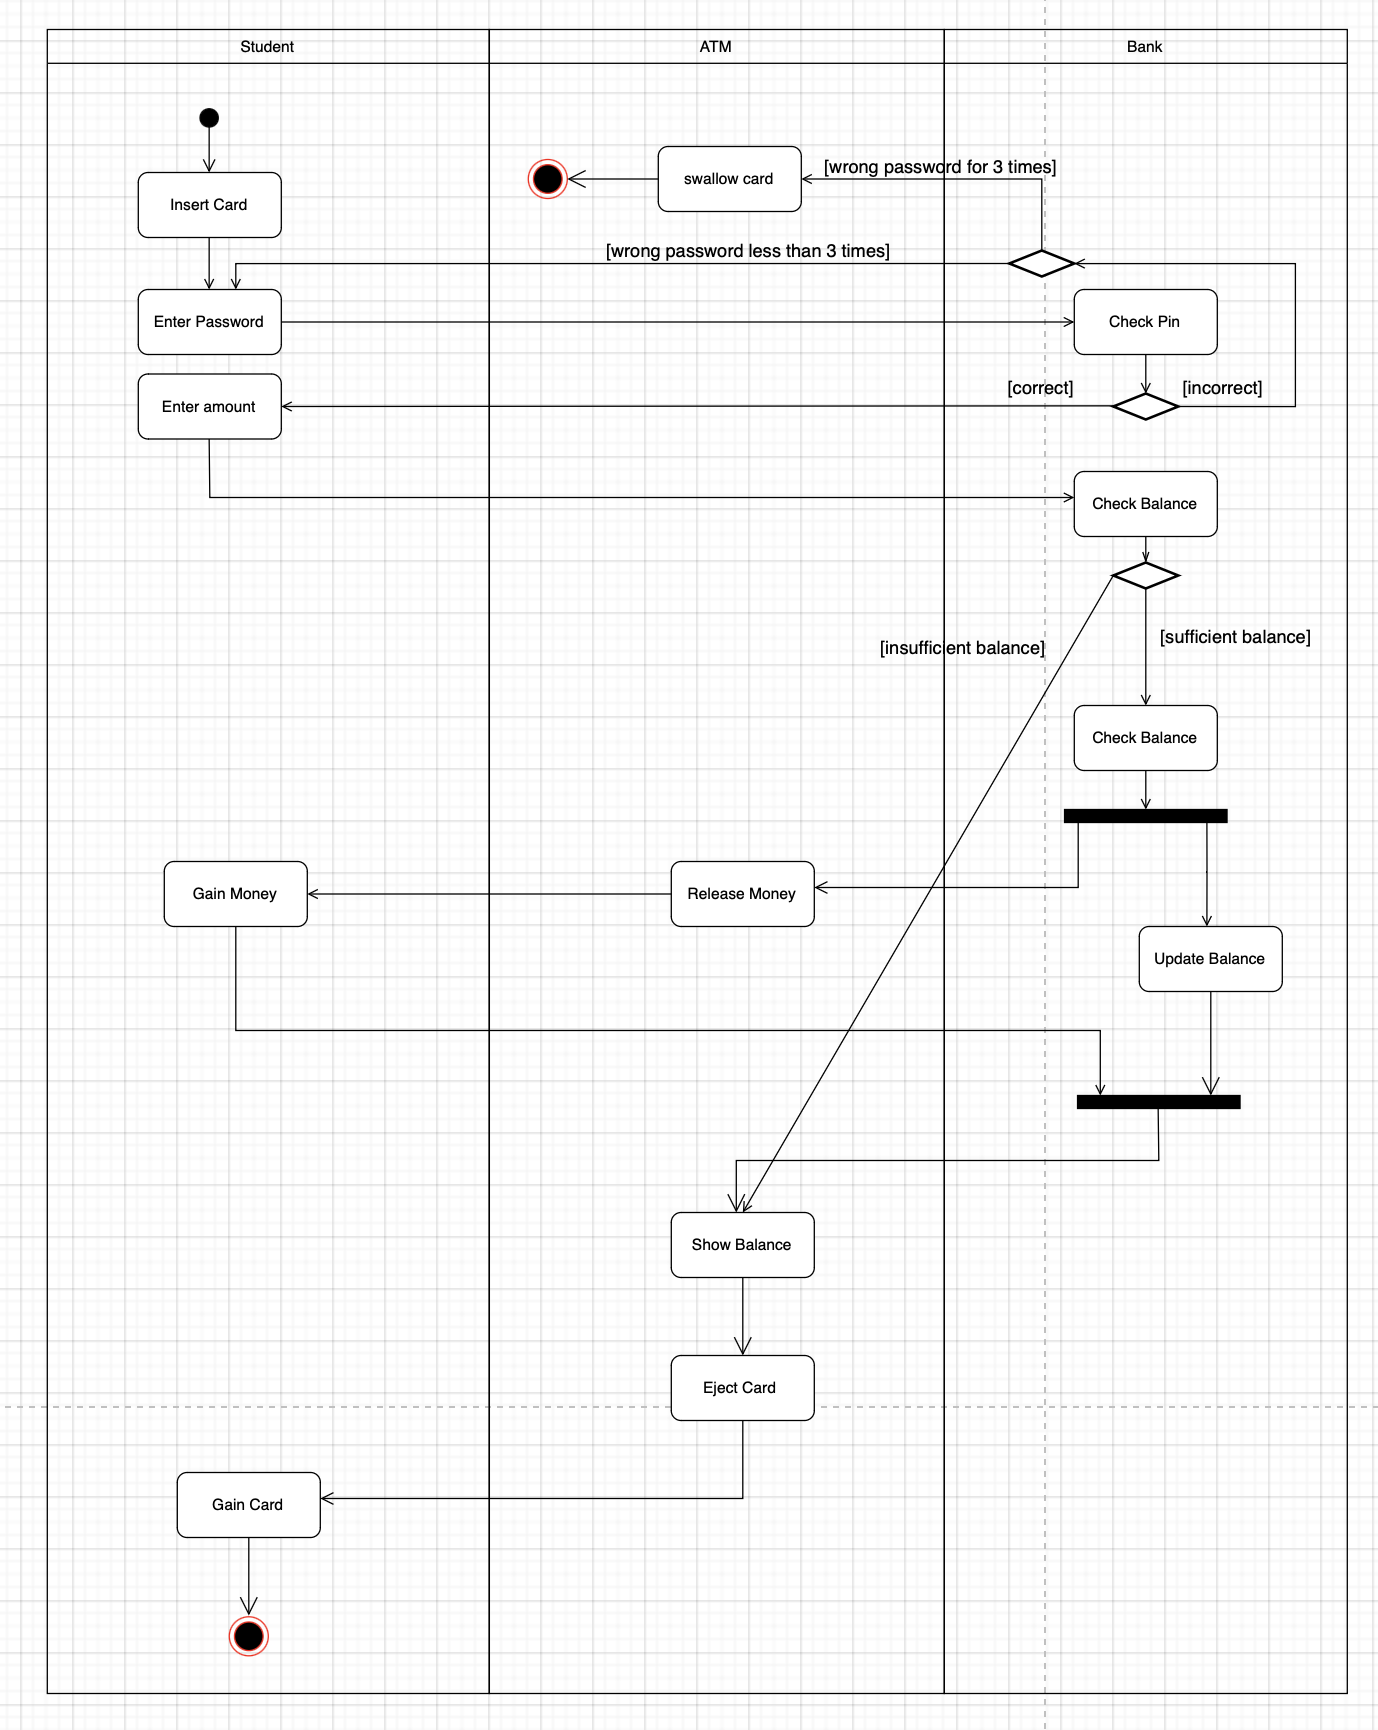 Student
ATM
Bank
[wrong password for 3 times]
swallow card
Insert Card
[wrong password less than 3 times]
Enter Password
Check Pin
[correct]
[incorrect]
Enter amount
Check Balance
[sufficient balance]
[insufficient balance]
Check Balance
Gain Money
Release Money
Update Balance
Show Balance
Eject Card
Gain Card